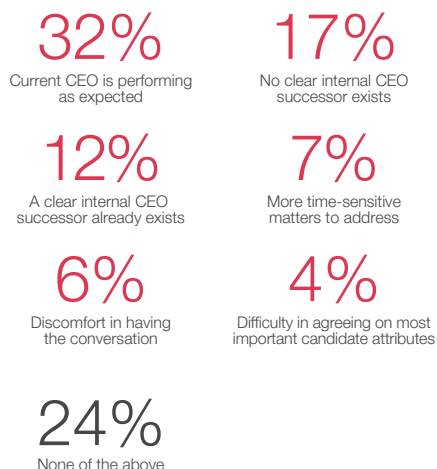 32%
Current CEO is performing
as expected
17%
No clear internal CEO
successor exists
12%
A clear internal CEO
successor already exists
7%
More time-sensitive
matters to address
6%
Discomfort in having
the conversation
4%
Difficulty in agreeing on most
important candidate attributes
24%
None of the above